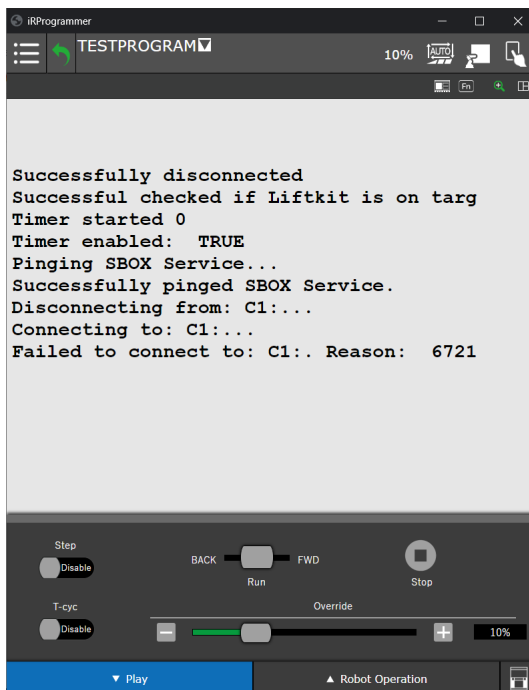 iRProgrammer
TESTPROGRAM
10%
AUTO
Fn
Successfully disconnected
Successful checked if Liftkit is on targ
Timer started 0
Timer enabled:  TRUE
Pinging SBOX Service...
Successfully pinged SBOX Service.
Disconnecting from: C1:...
Connecting to: C1:...
Failed to connect to: C1:. Reason:  6721
Step
Disable
BACK
FWD
Run
Stop
T-cyc
Disable
Override
10%
▼ Play
▲ Robot Operation